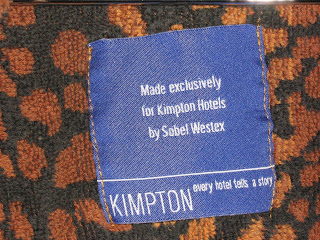 Made exclusively
for Kimpton Hotels
by Sobel Westex
KIMPTON every hotel tells a story